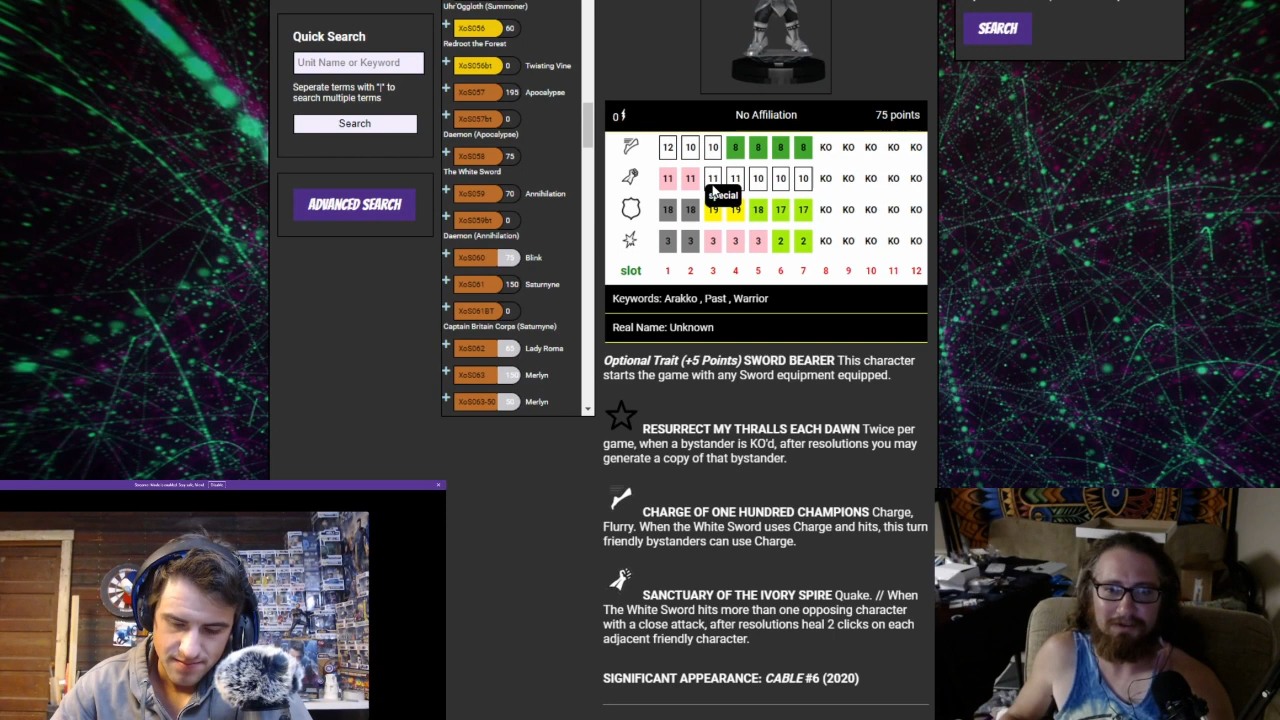 Quick Search
Unit Name or Keyword
Seperate terms with "|" to
search multiple terms
Search
ADVANCED SEARCH
Uhr'Oggloth (Summoner)
XoS056 60
Redroot the Forest
XoS056bt 0 Twisting Vine
XoS057 195 Apocalypse
XoS057bt 0
Daemon (Apocalypse)
XoS058 75
The White Sword
XoS059 70 Annihilation
XoS059bt 0
Daemon (Annihilation)
XoS060 75 Blink
XoS061 150 Saturnyne
XoS061BT 0
Captain Britain Corps (Saturnyne)
XoS062 65 Lady Roma
XoS063 150 Merlyn
XoS063-50 50 Merlyn
SEARCH
0 No Affiliation 75 points
12 10 10 8 8 8 8 KO KO KO KO KO
11 11 11 11 10 10 10 KO KO KO KO KO
special
18 18 19 19 18 17 17 KO KO KO KO KO
3 3 3 3 3 2 2 KO KO KO KO KO
slot 1 2 3 4 5 6 7 8 9 10 11 12
Keywords: Arakko , Past , Warrior
Real Name: Unknown
Optional Trait (+5 Points) SWORD BEARER This character
starts the game with any Sword equipment equipped.
RESURRECT MY THRALLS EACH DAWN Twice per
game, when a bystander is KO'd, after resolutions you may
generate a copy of that bystander.
CHARGE OF ONE HUNDRED CHAMPIONS Charge,
Flurry. When the White Sword uses Charge and hits, this turn
friendly bystanders can use Charge.
SANCTUARY OF THE IVORY SPIRE Quake. // When
The White Sword hits more than one opposing character
with a close attack, after resolutions heal 2 clicks on each
adjacent friendly character.
SIGNIFICANT APPEARANCE: CABLE #6 (2020)